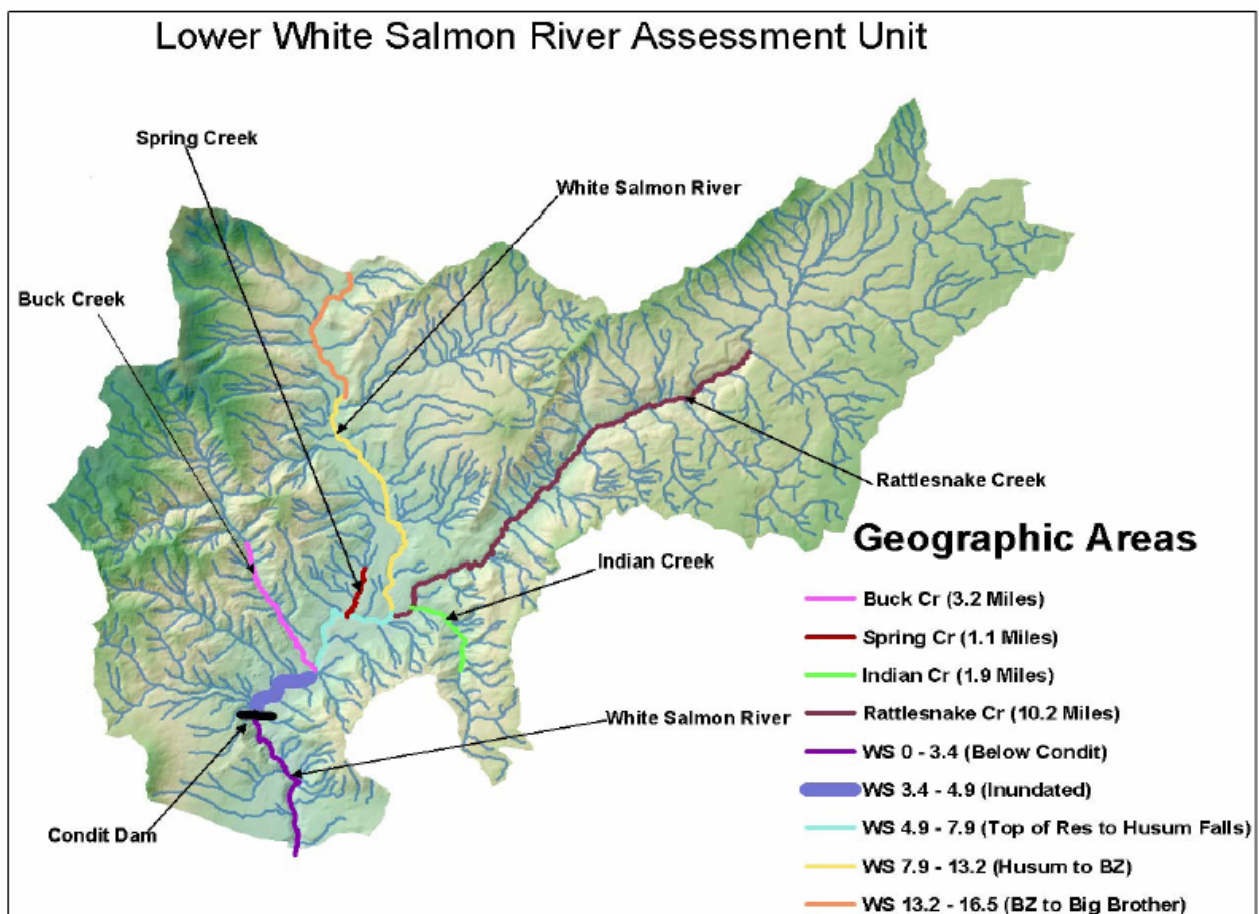 Lower White Salmon River Assessment Unit
Spring Creek
White Salmon River
Buck Creek
Rattlesnake Creek
Indian Creek
White Salmon River
Condit Dam
Geographic Areas
Buck Cr (3.2 Miles)
Spring Cr (1.1 Miles)
Indian Cr (1.9 Miles)
Rattlesnake Cr (10.2 Miles)
WS 0 - 3.4 (Below Condit)
WS 3.4 - 4.9 (Inundated)
WS 4.9 - 7.9 (Top of Res to Husum Falls)
WS 7.9 - 13.2 (Husum to BZ)
WS 13.2 - 16.5 (BZ to Big Brother)